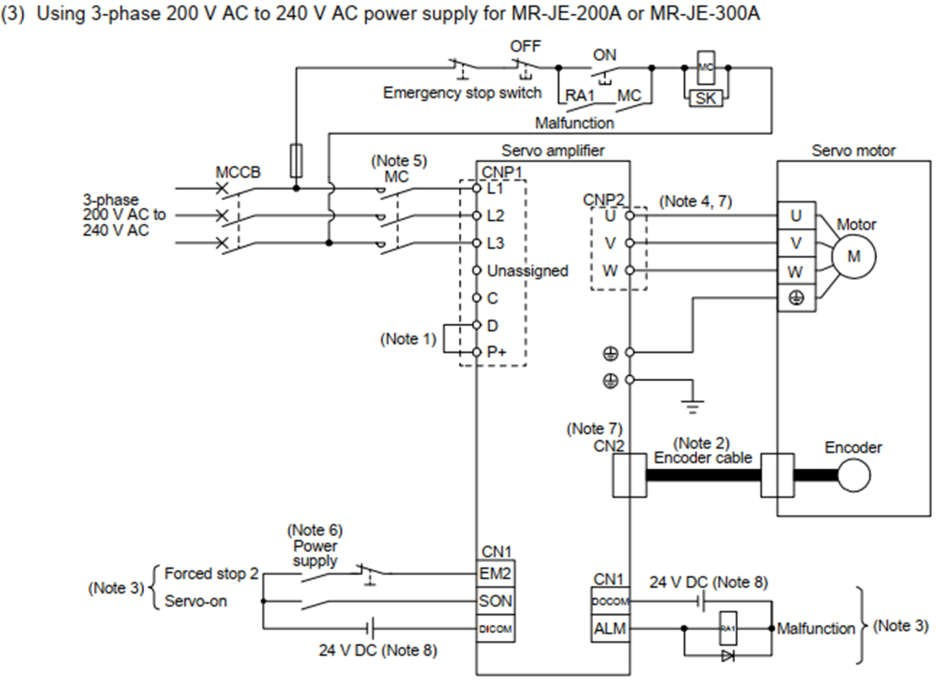 (3) Using 3-phase 200 V AC to 240 V AC power supply for MR-JE-200A or MR-JE-300A
OFF
ON
MC
Emergency stop switch
RA1
MC
SK
Malfunction
Servo amplifier
Servo motor
MCCB
(Note 5)
MC
CNP1
3-phase
200 V AC to
240 V AC
L1
L2
L3
Unassigned
C
D
P+
(Note 1)
CNP2
U
V
W
(Note 4, 7)
U
V
W
Motor
M
(Note 7)
CN2
(Note 2)
Encoder cable
Encoder
(Note 6)
Power
supply
(Note 3)
Forced stop 2
Servo-on
CN1
EM2
SON
DICOM
24 V DC (Note 8)
CN1
DOCOM
ALM
24 V DC (Note 8)
RA1
Malfunction
(Note 3)